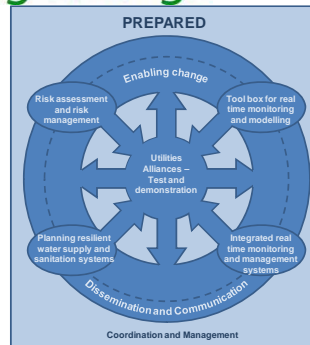 PREPARED
Enabling change
Risk assessment
and risk
management
Tool box for real
time monitoring
and modelling
Utilities
Alliances –
Test and
demonstration
Planning resilient
water supply and
sanitation systems
Integrated real
time monitoring
and management
systems
Dissemination and Communication
Coordination and Management